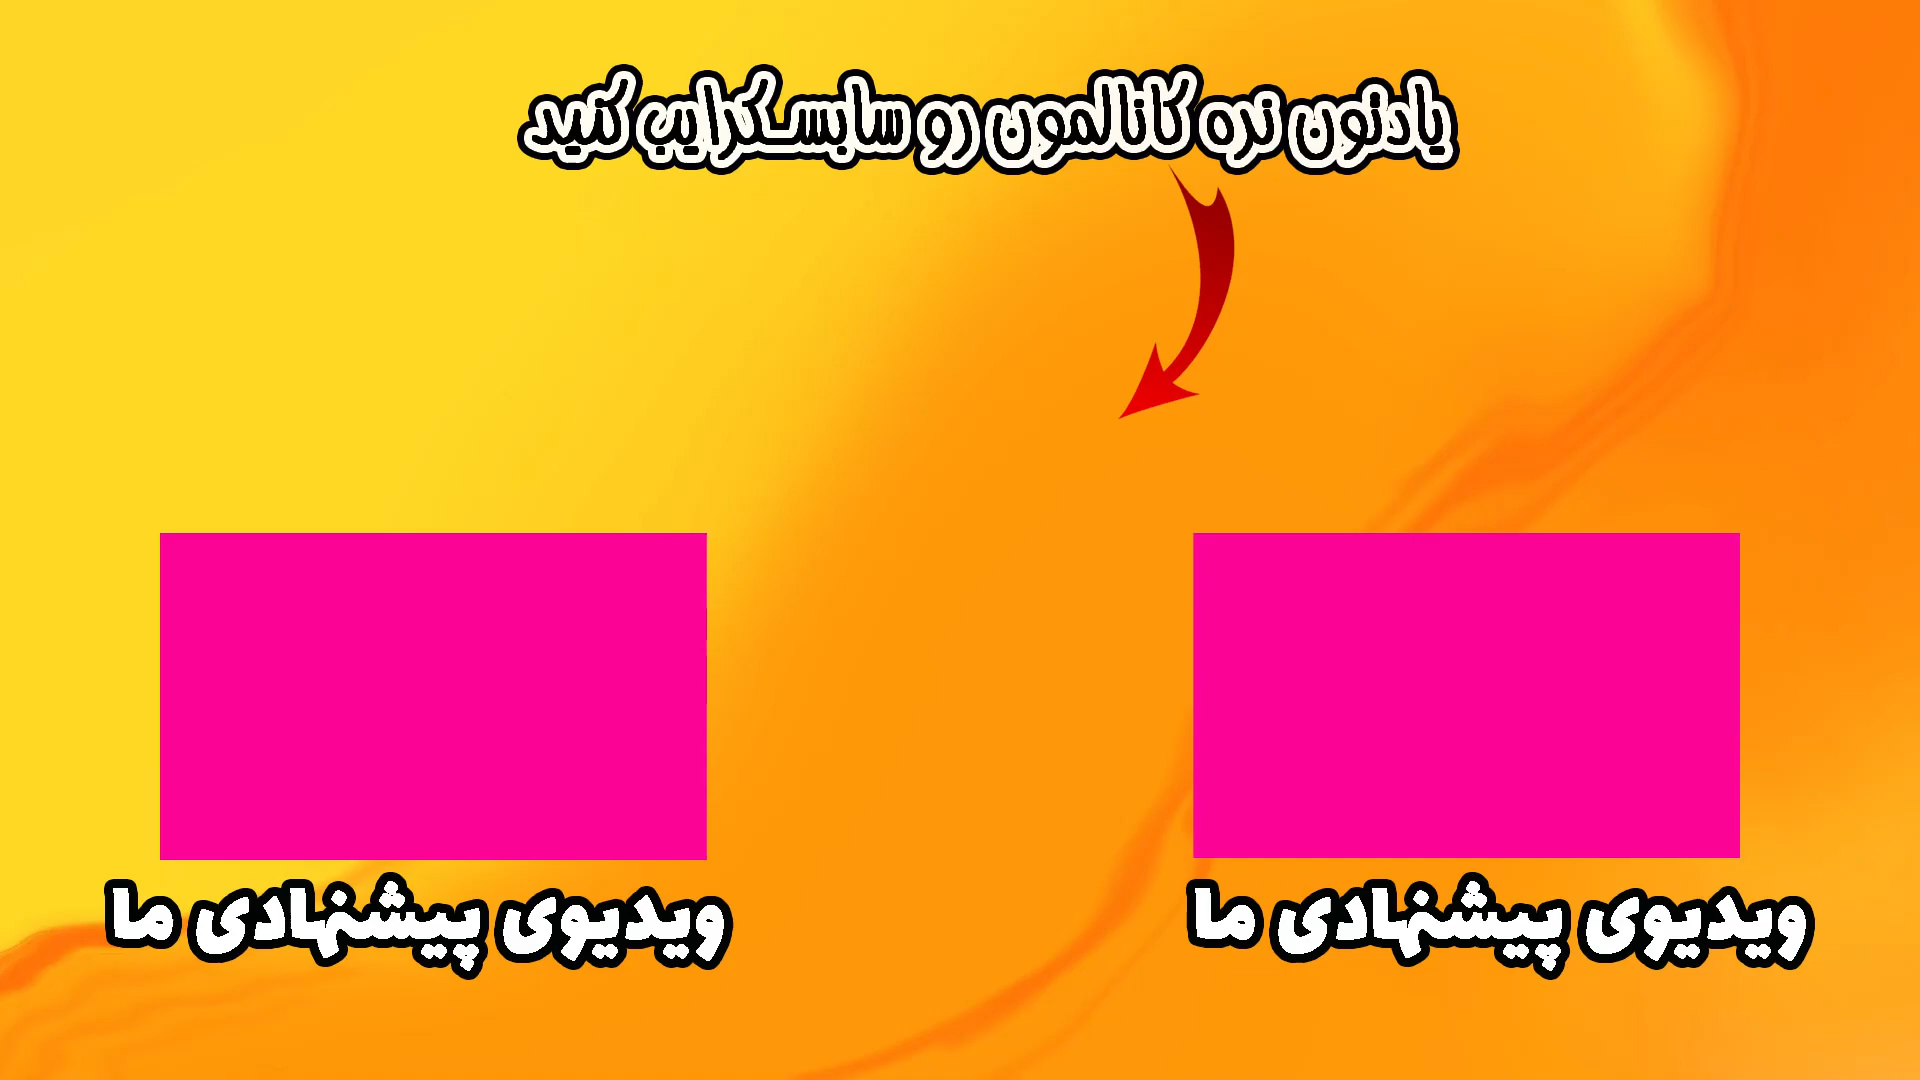 یادتون نره کانالمون رو سابسکرایب کنید
ویدیوی پیشنهادی ما
ویدیوی پیشنهادی ما